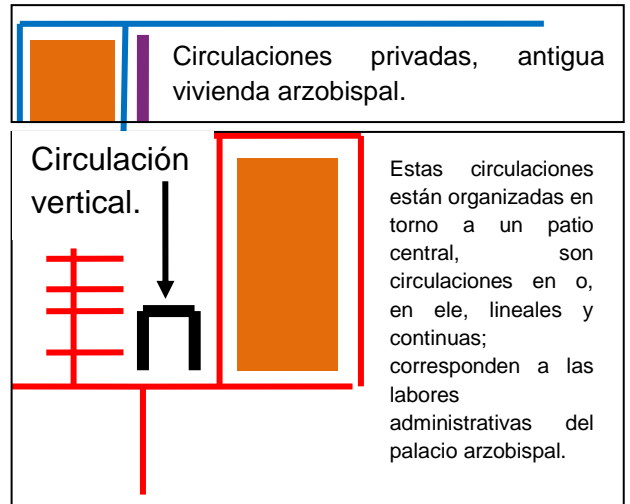 Circulaciones privadas, antigua
vivienda arzobispal.
Circulación
vertical.
Estas circulaciones
están organizadas en
torno a un patio
central, son
circulaciones en o,
en ele, lineales y
continuas;
corresponden a las
labores
administrativas del
palacio arzobispal.